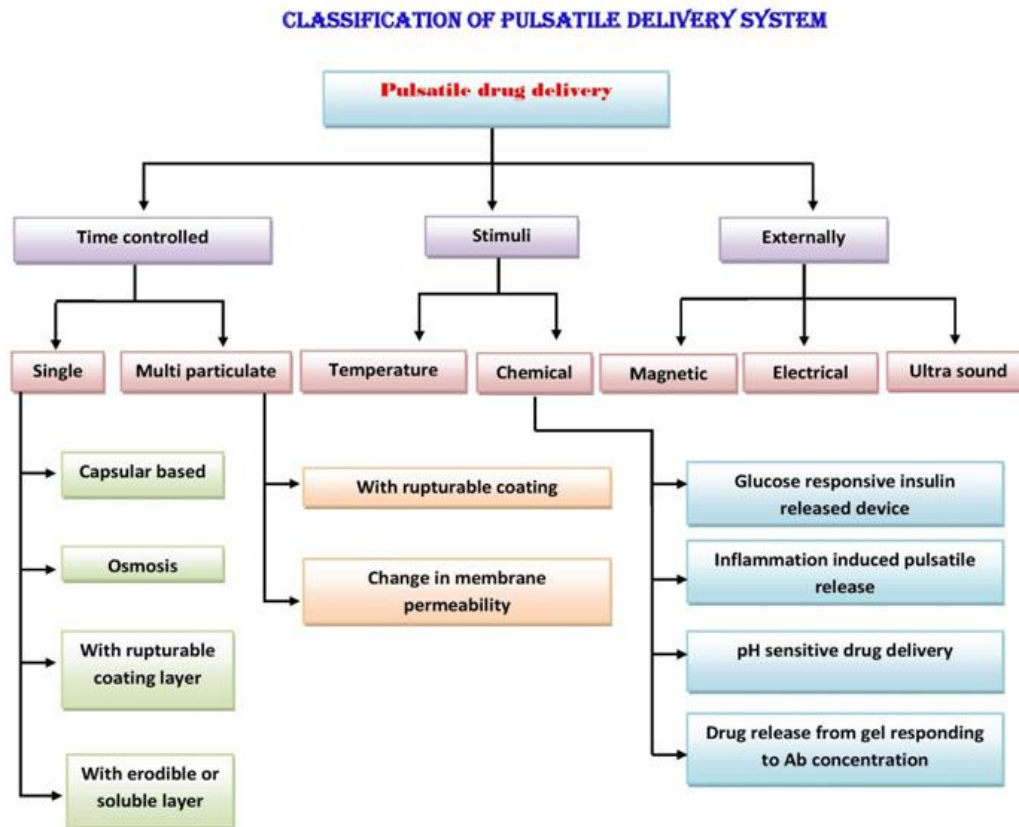 CLASSIFICATION OF PULSATILE DELIVERY SYSTEM
Pulsatile drug delivery
Time controlled
Stimuli
Externally
Single
Multi particulate
Temperature
Chemical
Magnetic
Electrical
Ultra sound
Capsular based
Osmosis
With rupturable
coating layer
With erodible or
soluble layer
With rupturable coating
Change in membrane
permeability
Glucose responsive insulin
released device
Inflammation induced pulsatile
release
pH sensitive drug delivery
Drug release from gel responding
to Ab concentration